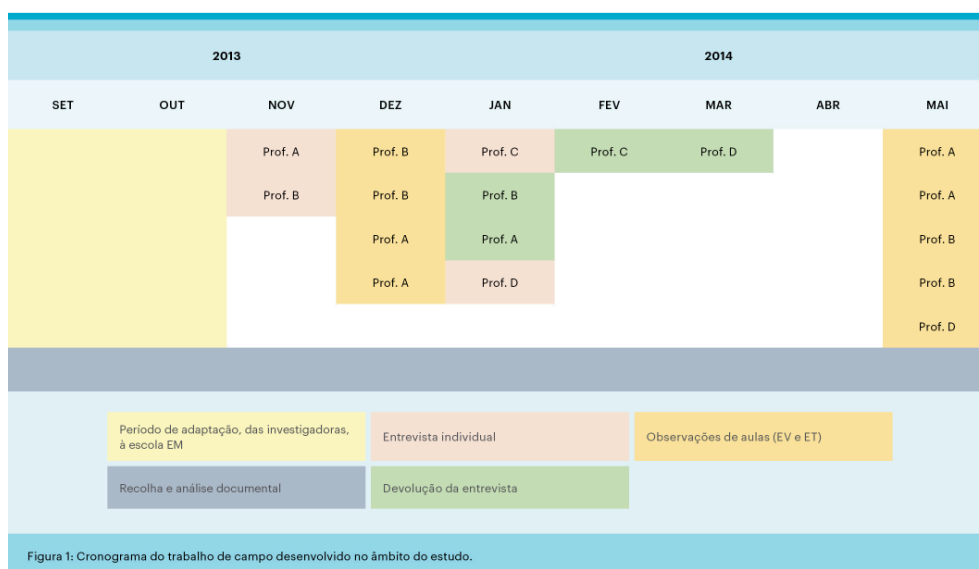 2013 2014
SET OUT NOV DEZ JAN FEV MAR ABR MAI
Prof. A Prof. B Prof. C Prof. C Prof. D Prof. A
Prof. B Prof. B Prof. B Prof. A
Prof. A Prof. A Prof. B
Prof. A Prof. D Prof. B
Prof. D
Período de adaptação, das investigadoras,
à escola EM
Entrevista individual
Observações de aulas (EV e ET)
Recolha e análise documental
Devolução da entrevista
Figura 1: Cronograma do trabalho de campo desenvolvido no âmbito do estudo.